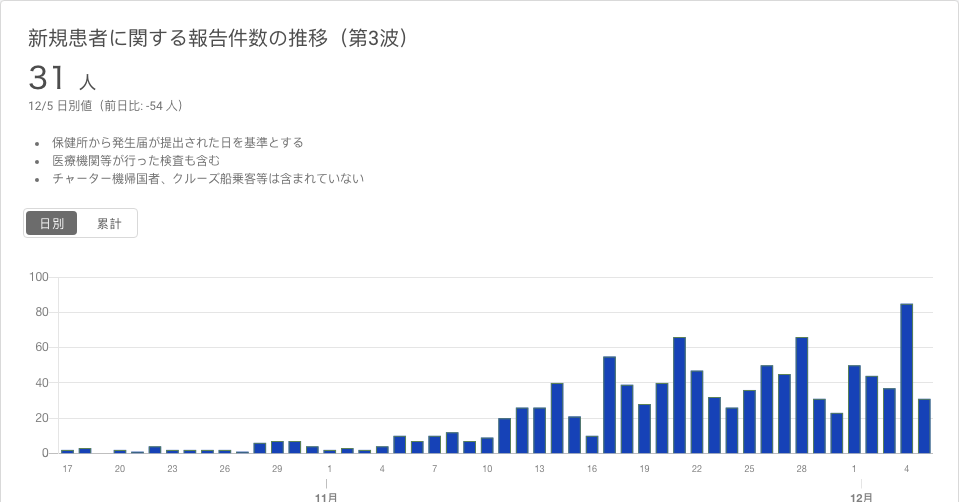 新規患者に関する報告件数の推移（第3波）
31 人
12/5 日別値（前日比: -54 人）
保健所から発生届が提出された日を基準とする
医療機関等が行った検査も含む
チャーター機帰国者、クルーズ船乗客等は含まれていない
日別 累計
100
80
60
40
20
0
17 20 23 26 29 1 4 7 10 13 16 19 22 25 28 1 4
11月 12月